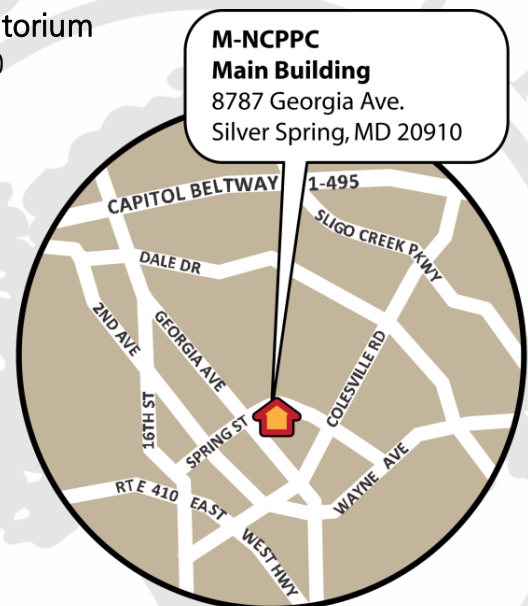 torium
M-NCPPC
Main Building
8787 Georgia Ave.
Silver Spring, MD 20910
CAPITOL BELTWAY 1-495
SLIGO CREEK PKWY
DALE DR
2ND AVE
GEORGIA AVE
COLESVILLE RD
16TH ST
SPRING ST
WAYNE AVE
RTE 410 EAST WEST HWY